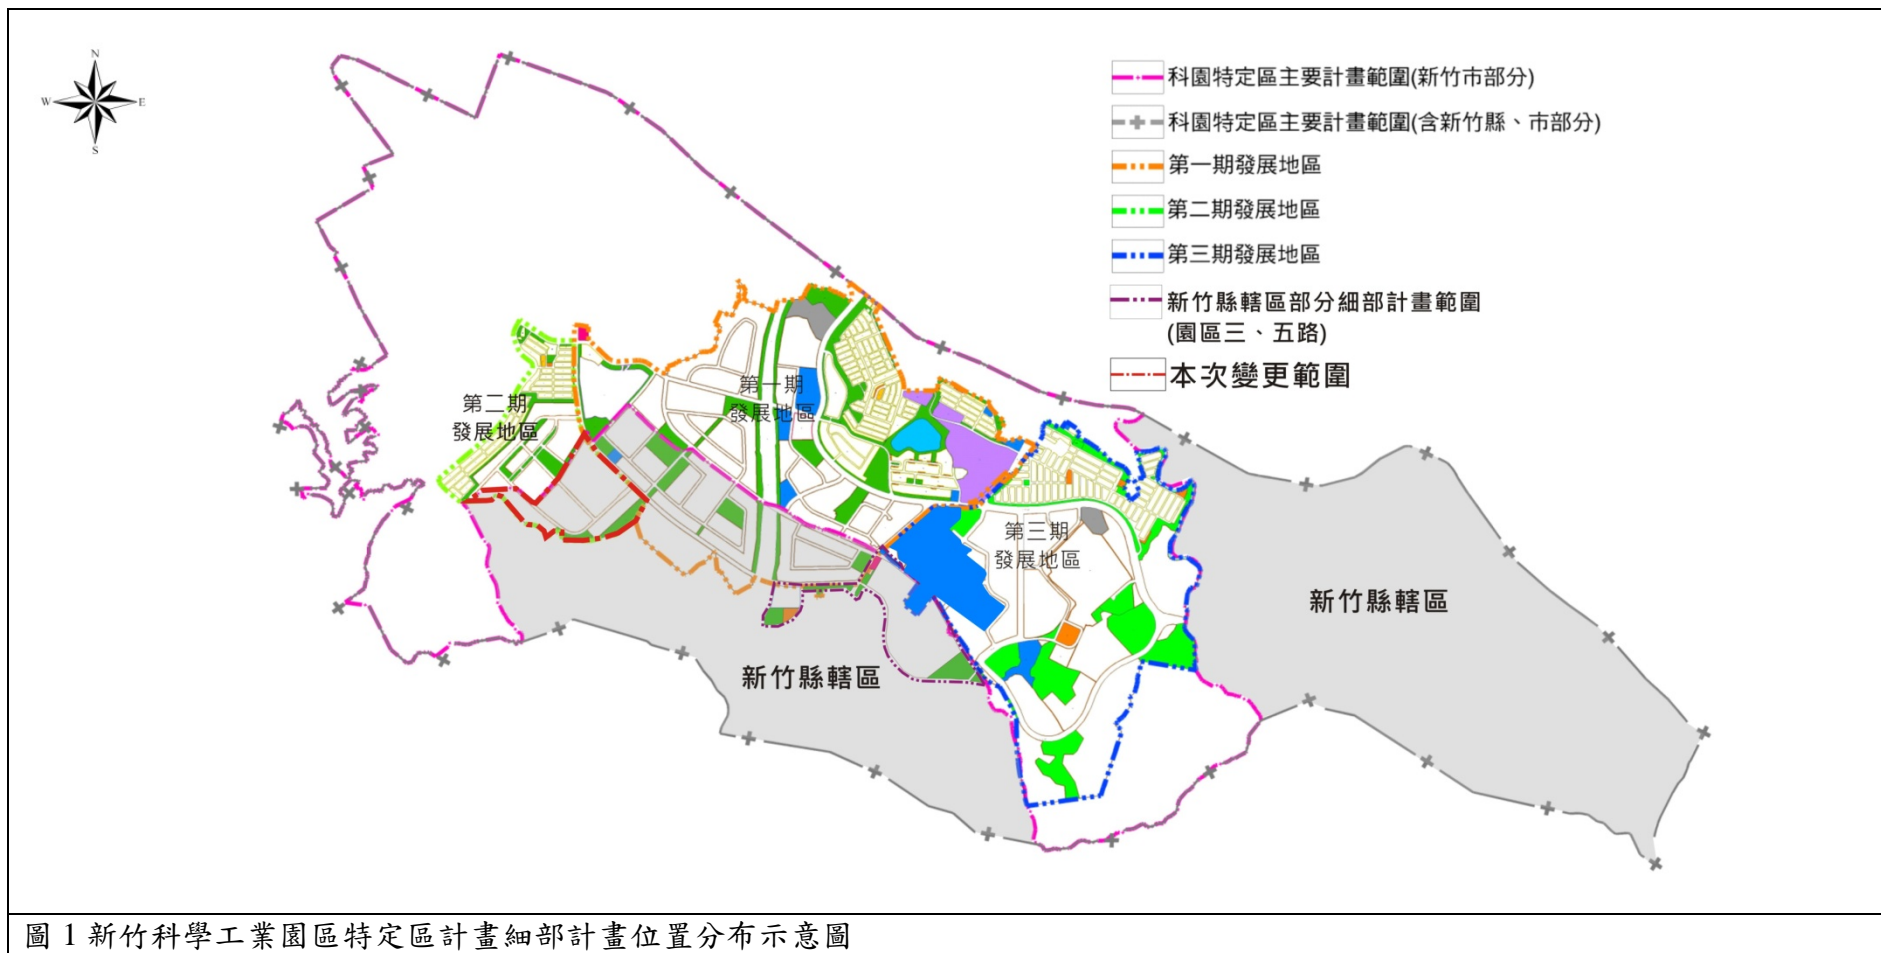 N
W
E
S
科園特定區主要計畫範圍(新竹市部分)
科園特定區主要計畫範圍(含新竹縣、市部分)
第一期發展地區
第二期發展地區
第三期發展地區
新竹縣轄區部分細部計畫範圍
(園區三、五路)
本次變更範圍
第一期
發展地區
第二期
發展地區
第三期
發展地區
新竹縣轄區
新竹縣轄區
圖 1 新竹科學工業園區特定區計畫細部計畫位置分布示意圖